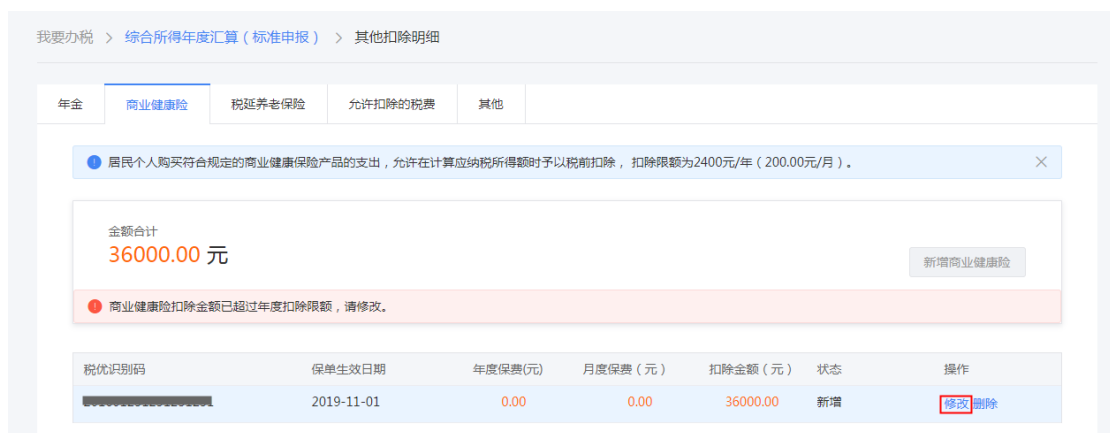 我要办税 > 综合所得年度汇算（标准申报） > 其他扣除明细
年金 商业健康险 税延养老保险 允许扣除的税费 其他
居民个人购买符合规定的商业健康保险产品的支出，允许在计算应纳税所得额时予以税前扣除， 扣除限额为2400元/年（200.00元/月）。
金额合计
36000.00 元
新增商业健康险
商业健康险扣除金额已超过年度扣除限额，请修改。
税优识别码 保单生效日期 年度保费(元) 月度保费（元） 扣除金额（元） 状态 操作
2019-11-01 0.00 0.00 36000.00 新增 修改 删除